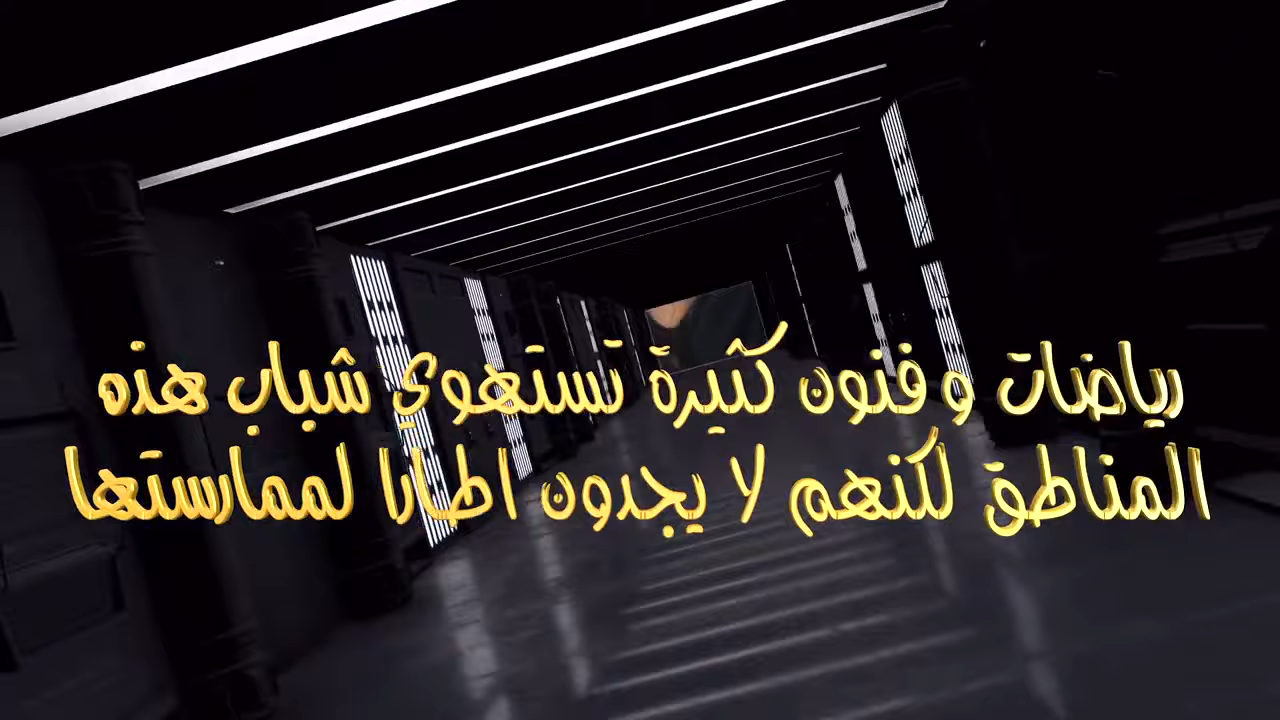 رياضات و فنون كثيرة تستهوي شباب هذه
المناطق لكنهم لا يجدون اطارا لممارستها